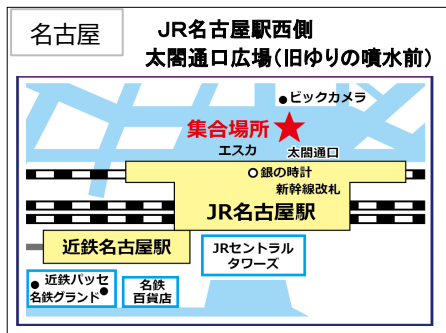 名古屋
JR名古屋駅西側
太閤通口広場(旧ゆりの噴水前)
ビックカメラ
集合場所
エスカ
太閤通口
銀の時計
新幹線改札
JR名古屋駅
近鉄名古屋駅
JRセントラル
タワーズ
近鉄パッセ
名鉄グランド
名鉄
百貨店